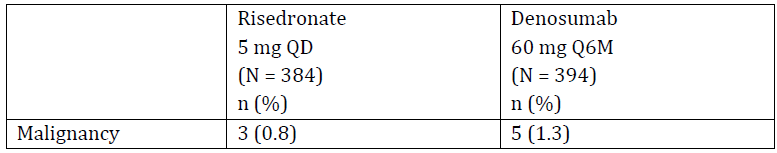 Risedronate
5 mg QD
(N = 384)
n (%)
Denosumab
60 mg Q6M
(N = 394)
n (%)
Malignancy
3 (0.8)
5 (1.3)